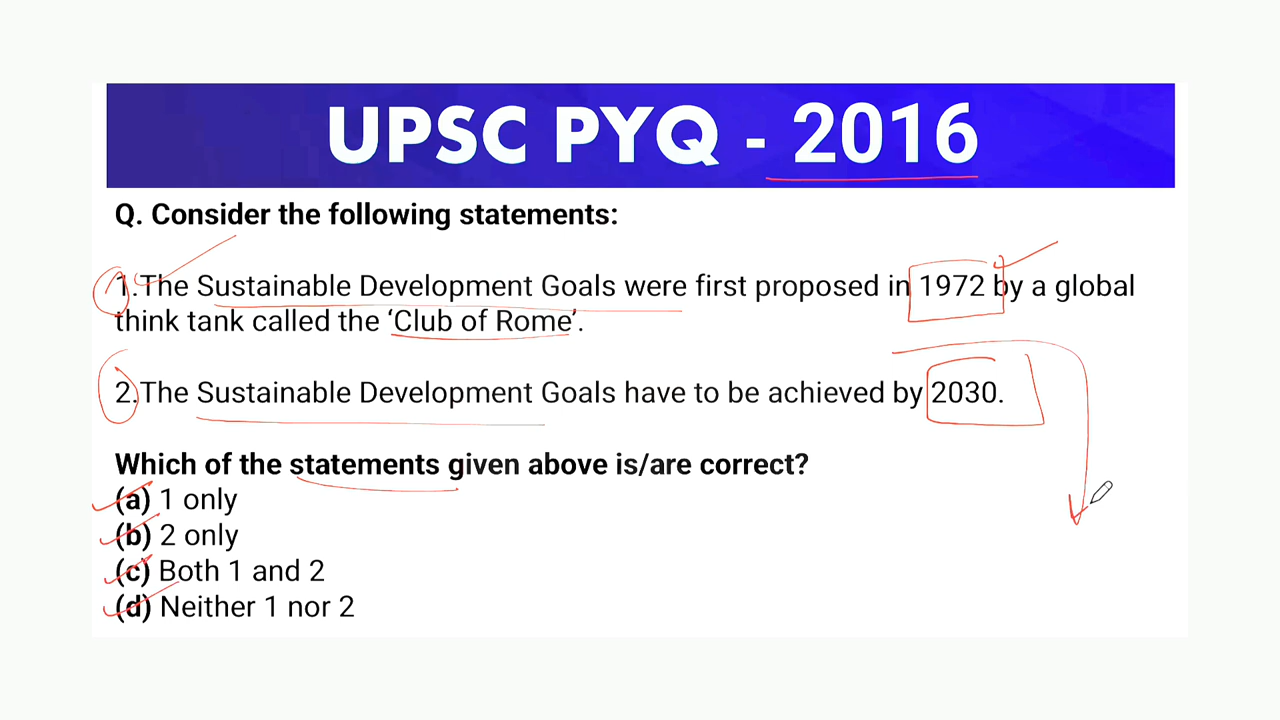 UPSC PYQ - 2016
Q. Consider the following statements:
1.The Sustainable Development Goals were first proposed in 1972 by a global
think tank called the ‘Club of Rome’.
2.The Sustainable Development Goals have to be achieved by 2030.
Which of the statements given above is/are correct?
(a) 1 only
(b) 2 only
(c) Both 1 and 2
(d) Neither 1 nor 2